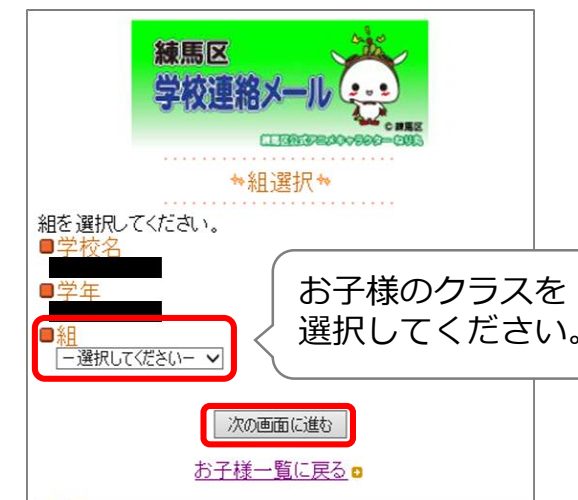 練馬区
学校連絡メール
© 練馬区
練馬区公式アニメキャラクター ねり丸
組選択
組を選択してください。
学校名
学年
組
－選択してください－
お子様のクラスを
選択してください。
次の画面に進む
お子様一覧に戻る